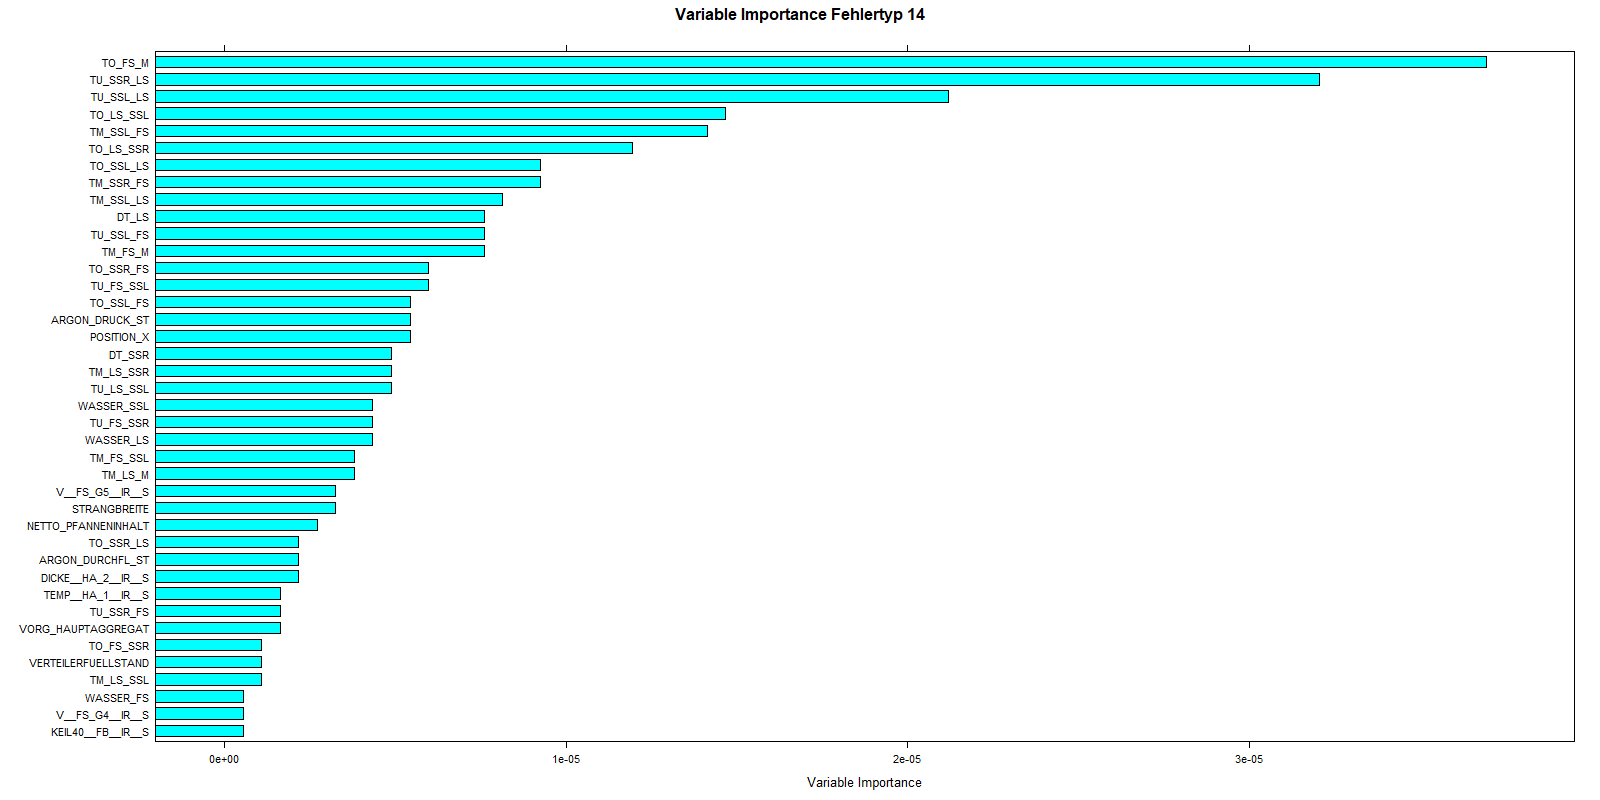 Variable Importance Fehlertyp 14
TO_FS_M
TU_SSR_LS
TU_SSL_LS
TO_LS_SSL
TM_SSL_FS
TO_LS_SSR
TO_SSL_LS
TM_SSR_FS
TM_SSL_LS
DT_LS
TU_SSL_FS
TM_FS_M
TO_SSR_FS
TU_FS_SSL
TO_SSL_FS
ARGON_DRUCK_ST
POSITION_X
DT_SSR
TM_LS_SSR
TU_LS_SSL
WASSER_SSL
TU_FS_SSR
WASSER_LS
TM_FS_SSL
TM_LS_M
V__FS_G5__IR__S
STRANGBREITE
NETTO_PFANNENINHALT
TO_SSR_LS
ARGON_DURCHFL_ST
DICKE__HA_2__IR__S
TEMP__HA_1__IR__S
TU_SSR_FS
VORG_HAUPTAGGREGAT
TO_FS_SSR
VERTEILERFUELLSTAND
TM_LS_SSL
WASSER_FS
V__FS_G4__IR__S
KEIL40__FB__IR__S
0e+00 1e-05 2e-05 3e-05
Variable Importance